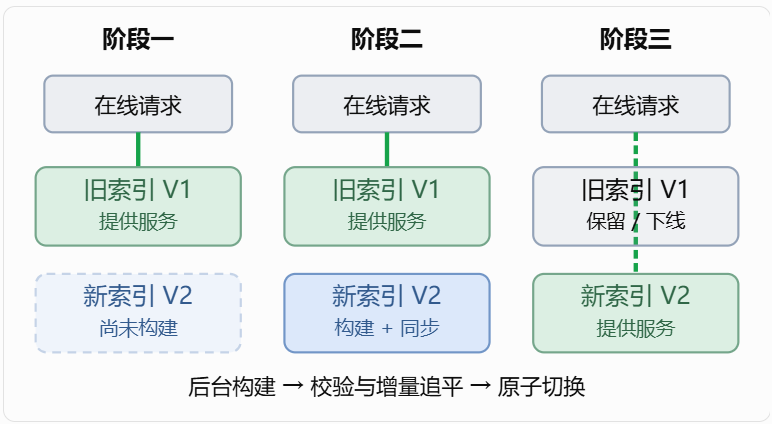 阶段一
阶段二
阶段三
在线请求
在线请求
在线请求
旧索引 V1
提供服务
旧索引 V1
提供服务
旧索引 V1
保留 / 下线
新索引 V2
尚未构建
新索引 V2
构建 + 同步
新索引 V2
提供服务
后台构建 → 校验与增量追平 → 原子切换